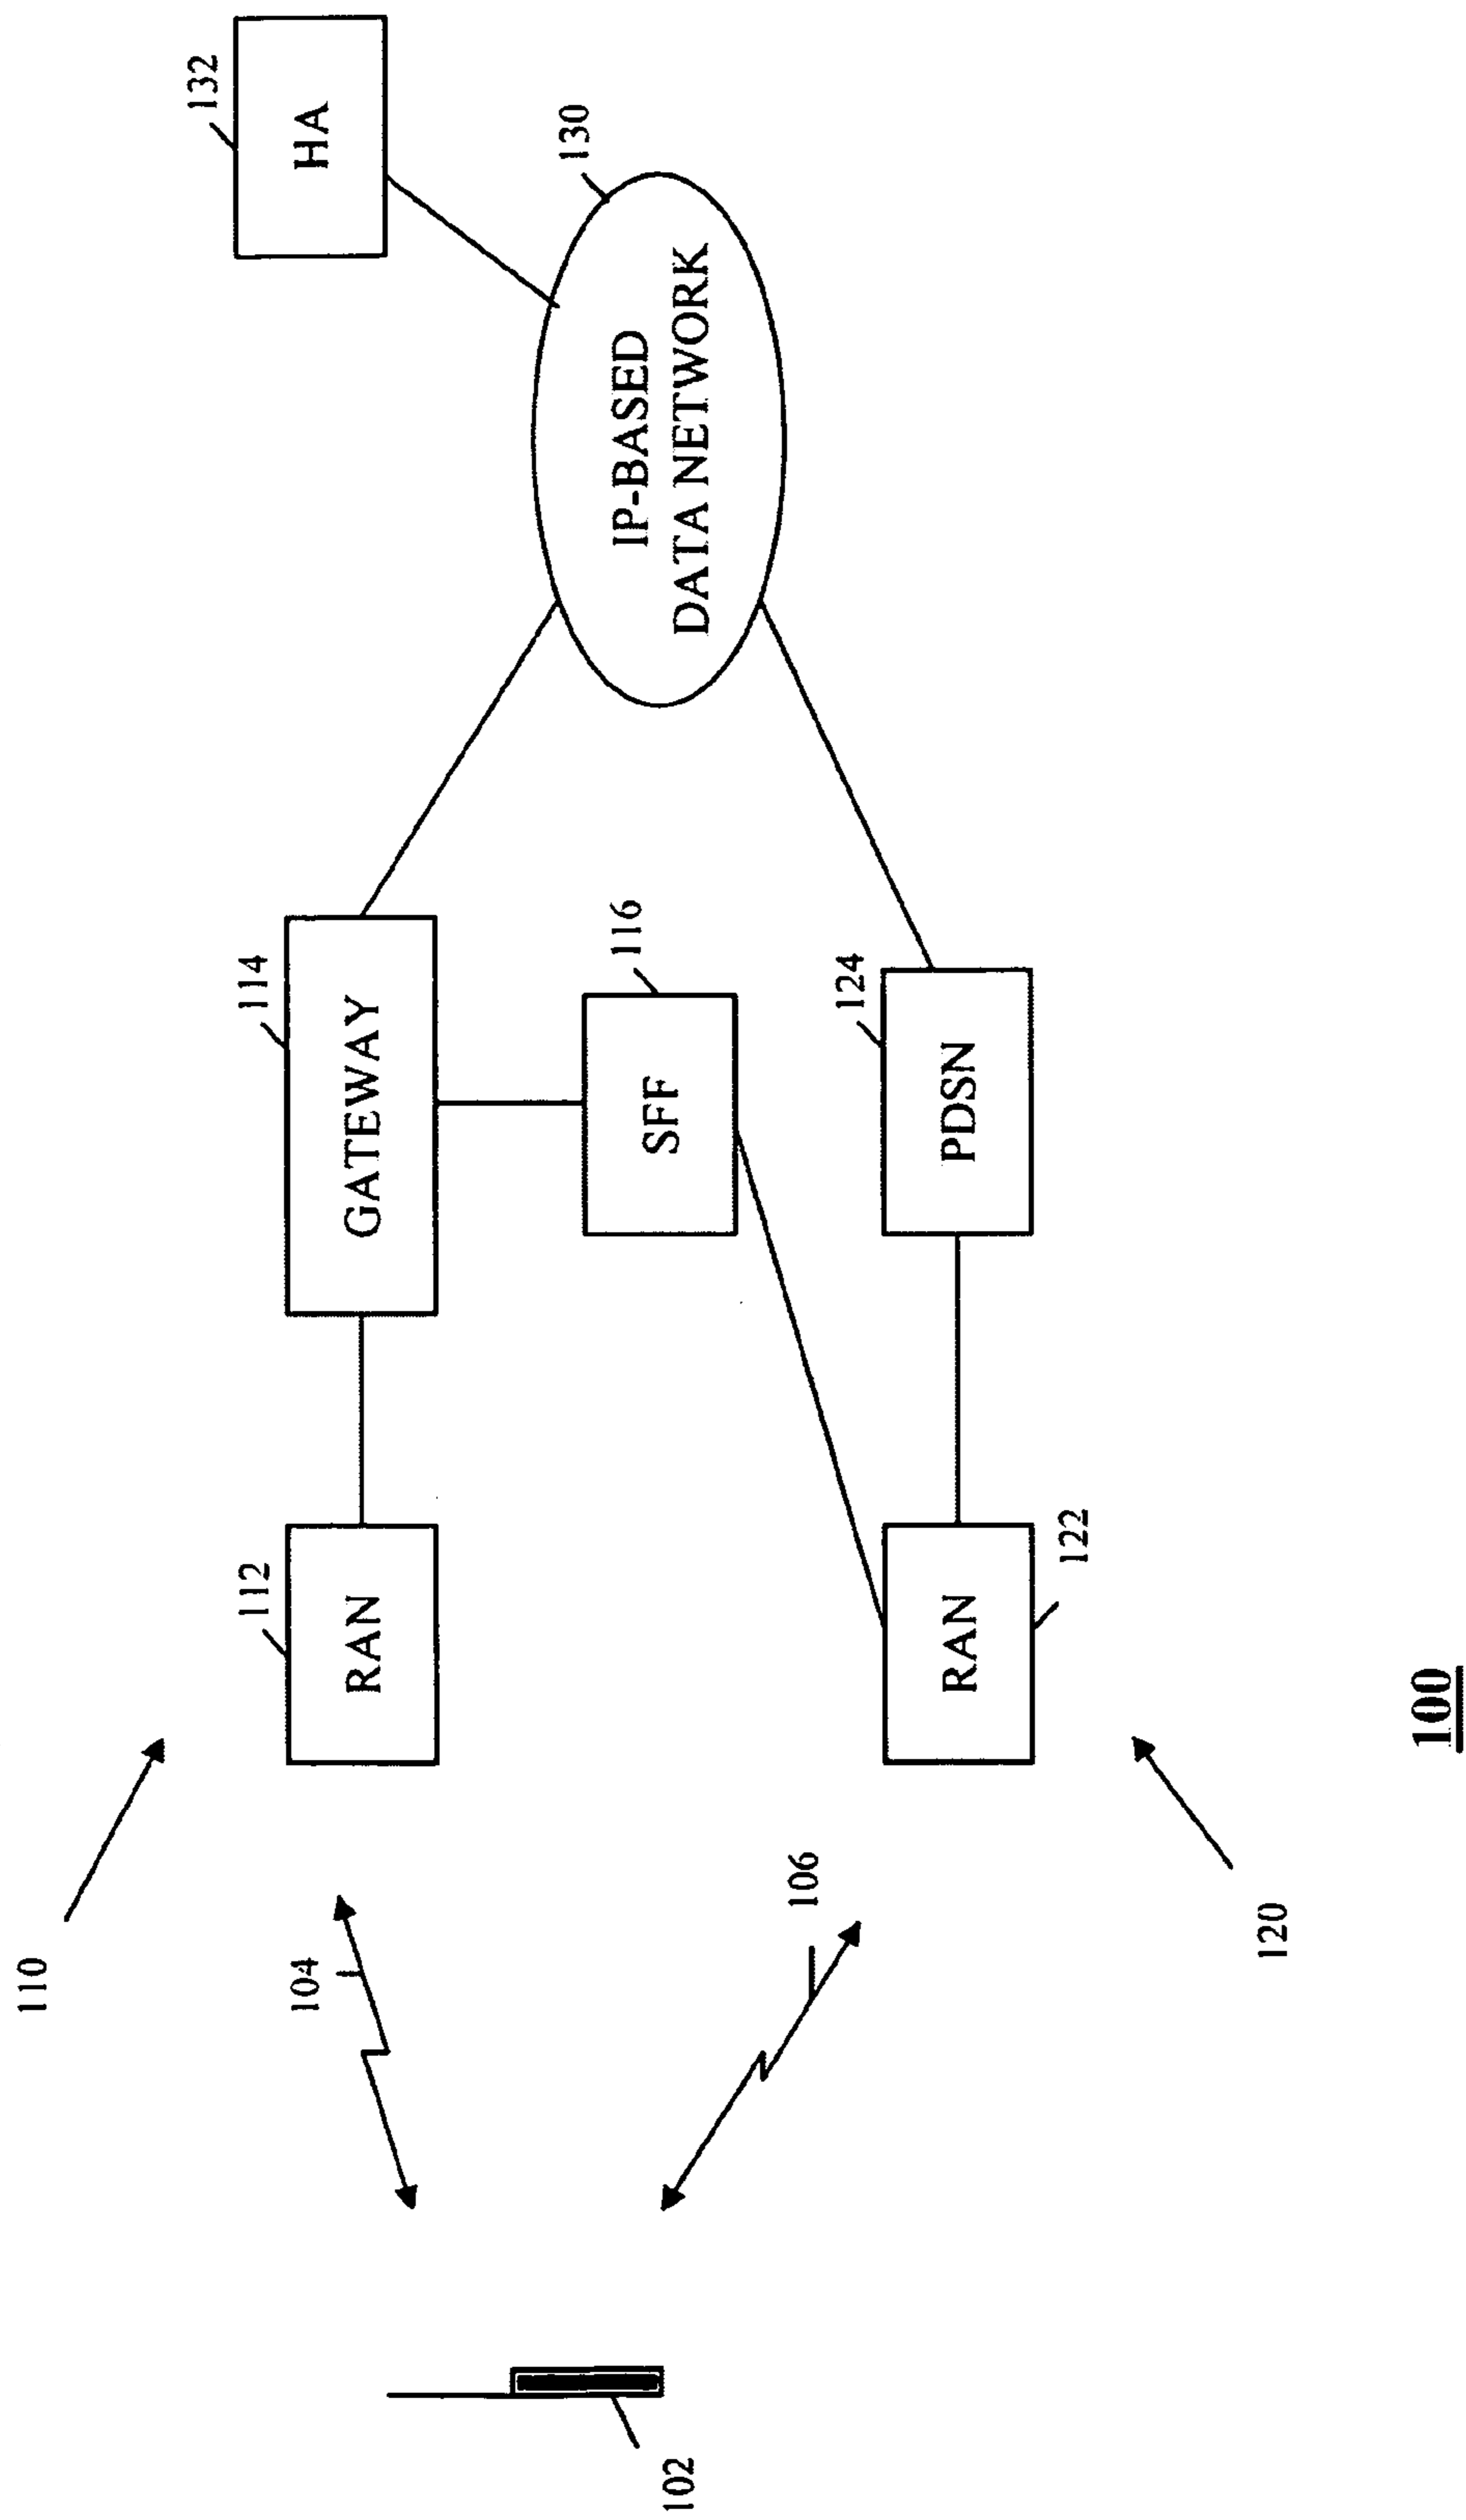 110
112
RAN
114
GATEWAY
132
HA
104
116
SFF
130
IP-BASED
DATA NETWORK
102
106
RAN
122
124
PDSN
120
100